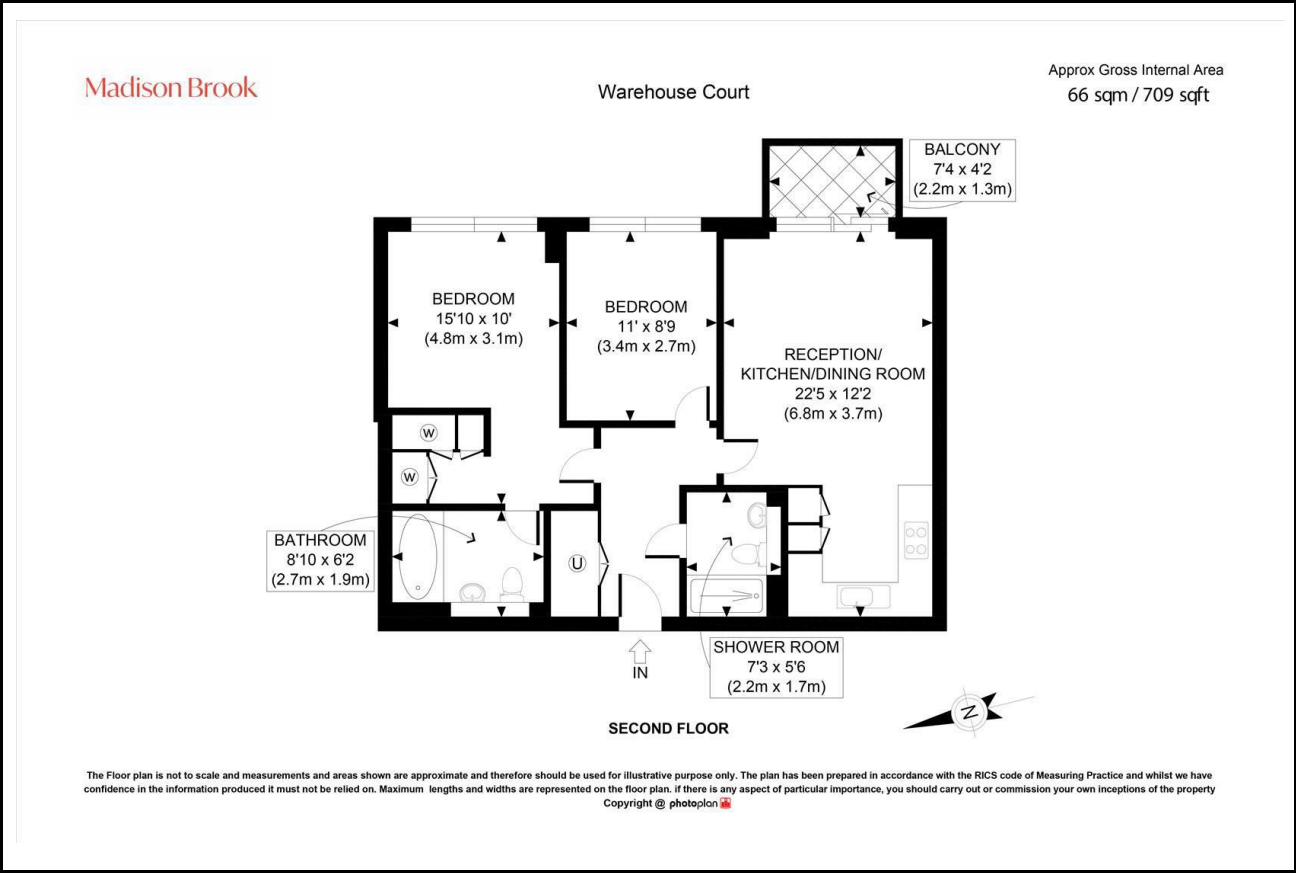 Madison Brook
Warehouse Court
Approx Gross Internal Area
66 sqm / 709 sqft
BALCONY
7'4 x 4'2
(2.2m x 1.3m)
BEDROOM
15'10 x 10'
(4.8m x 3.1m)
BEDROOM
11' x 8'9
(3.4m x 2.7m)
RECEPTION/
KITCHEN/DINING ROOM
22'5 x 12'2
(6.8m x 3.7m)
W
W
BATHROOM
8'10 x 6'2
(2.7m x 1.9m)
U
SHOWER ROOM
7'3 x 5'6
(2.2m x 1.7m)
IN
N
SECOND FLOOR
The Floor plan is not to scale and measurements and areas shown are approximate and therefore should be used for illustrative purpose only. The plan has been prepared in accordance with the RICS code of Measuring Practice and whilst we have
confidence in the information produced it must not be relied on. Maximum lengths and widths are represented on the floor plan. if there is any aspect of particular importance, you should carry out or commission your own inceptions of the property
Copyright @ photoplan